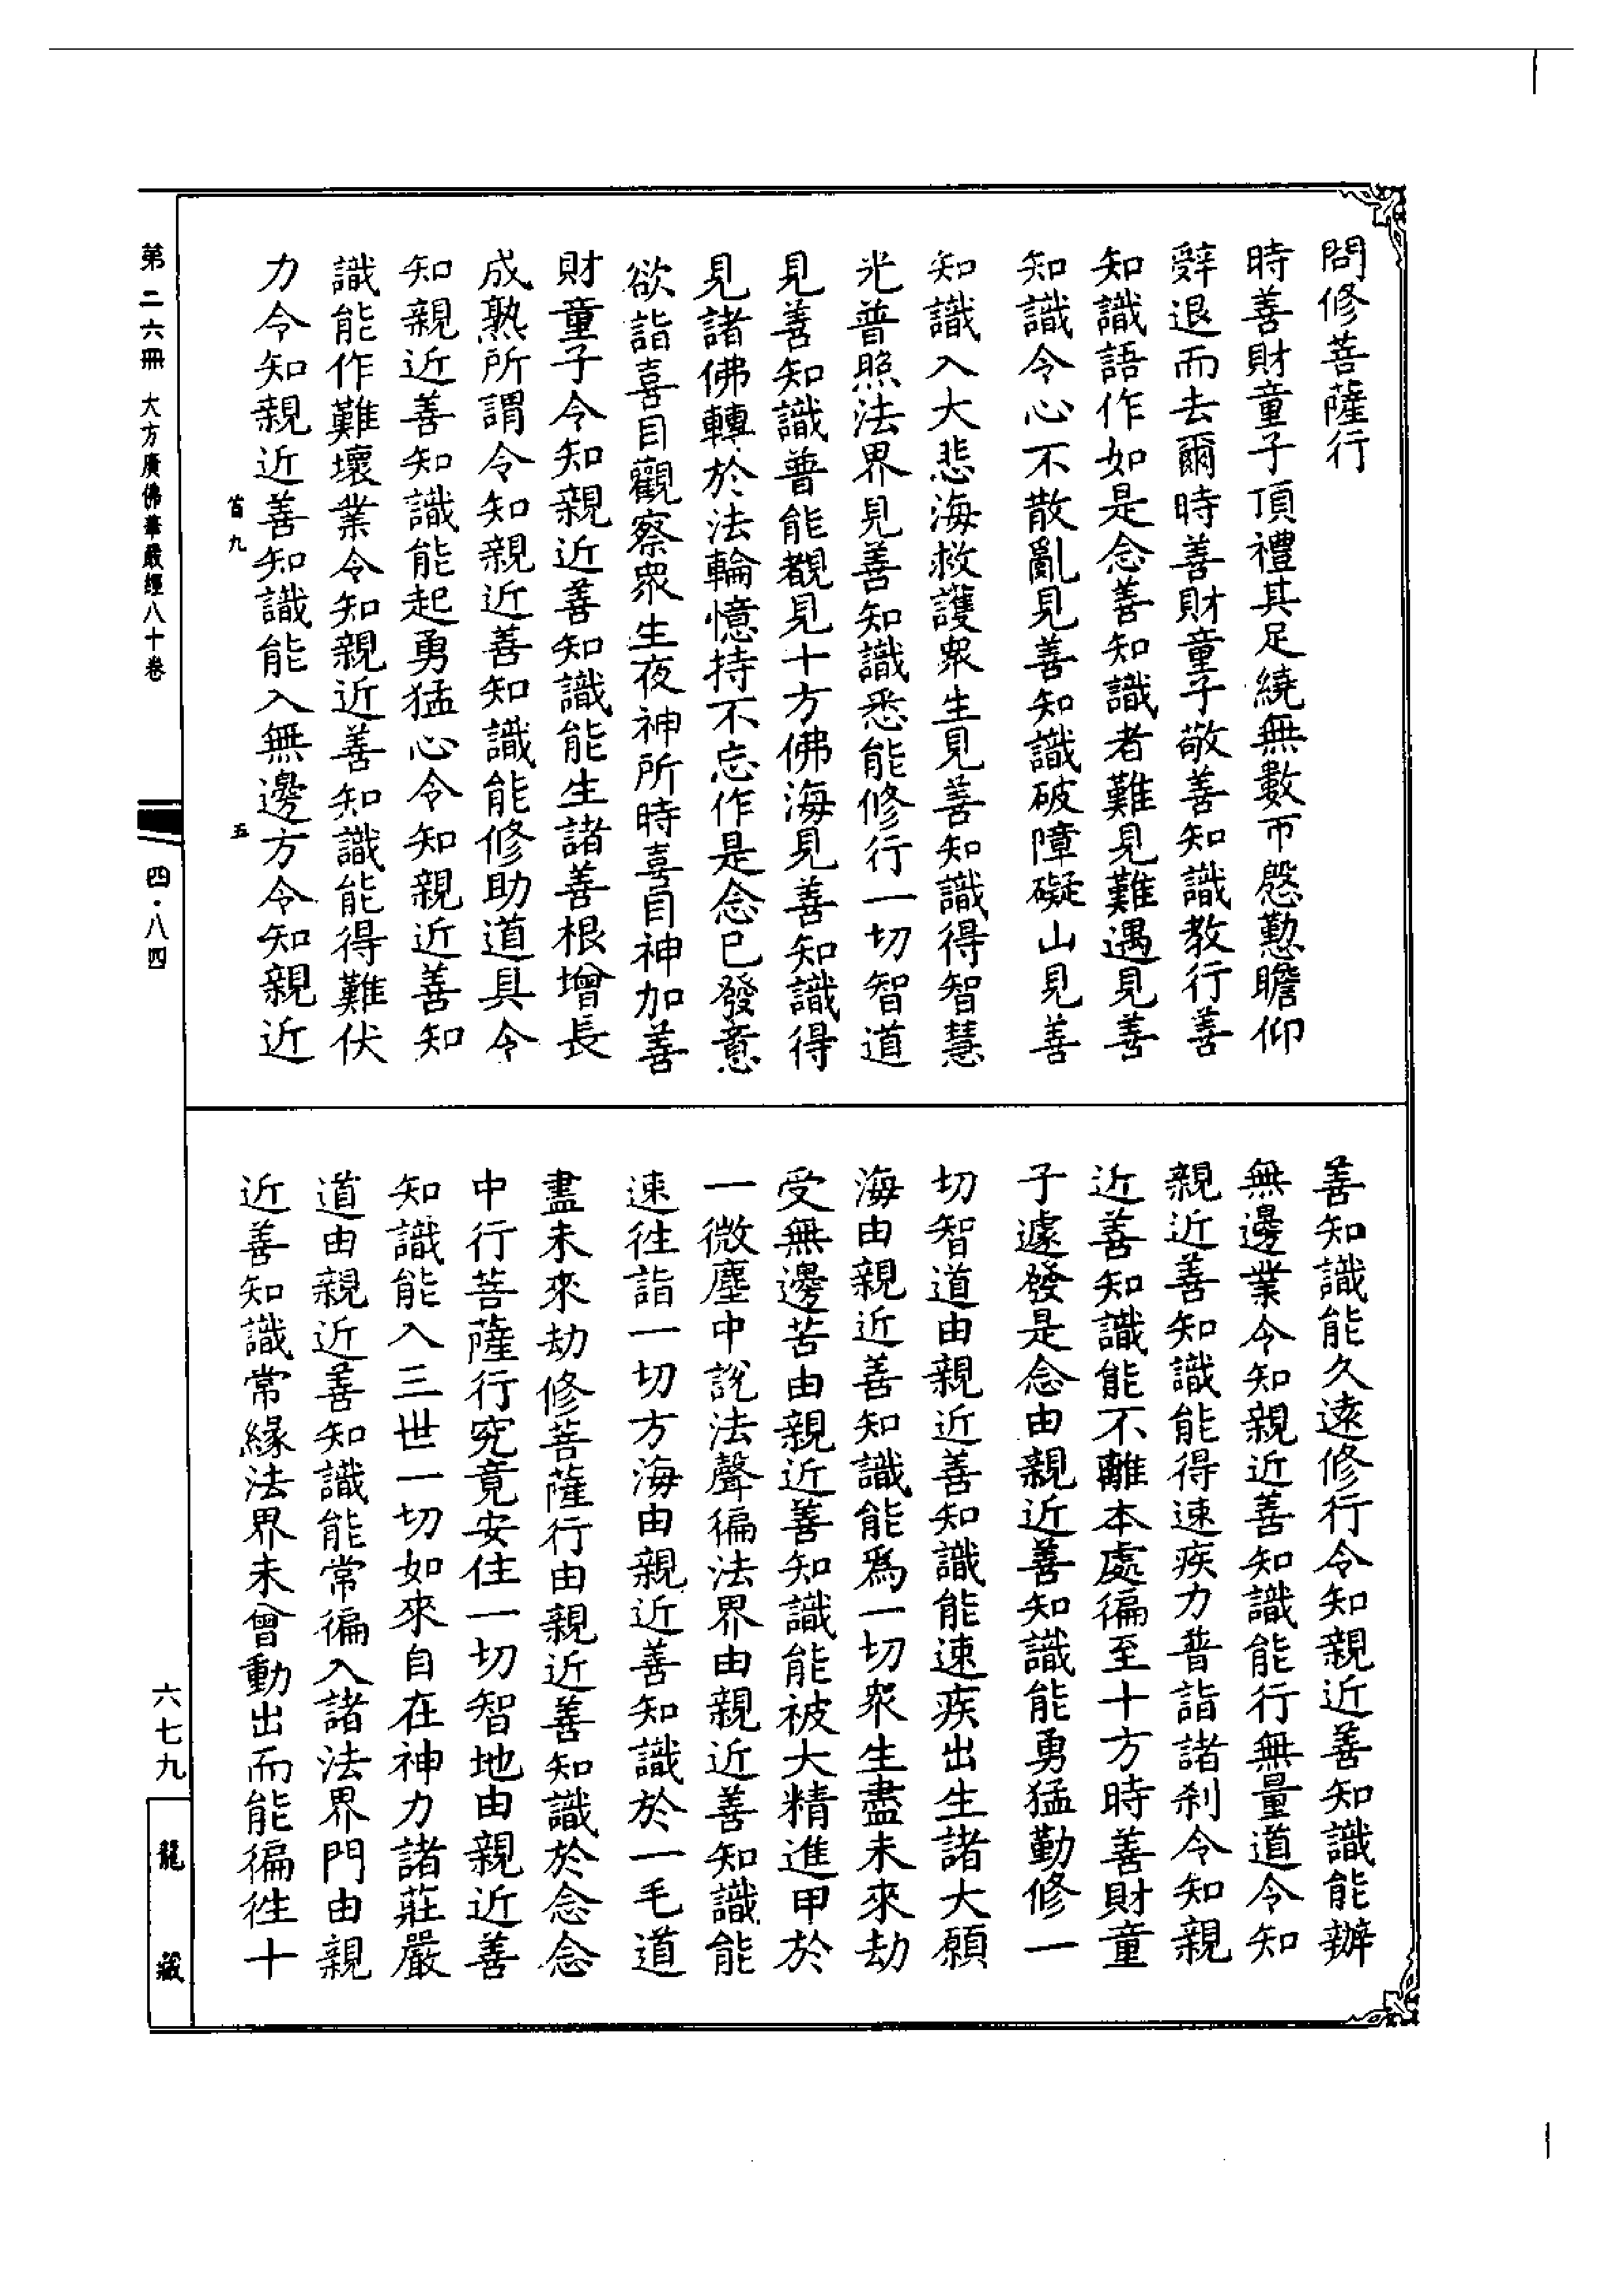 問修菩薩行
時善財童子頂禮其足繞無數帀慇懃瞻仰
辭退而去爾時善財童子敬善知識教行善
知識語作如是念善知識者難見難遇見善
知識令心不散亂見善知識破障礙山見善
知識入大悲海救護衆生見善知識得智慧
光普照法界見善知識悉能修行一切智道
見善知識普能覩見十方佛海見善知識得
見諸佛轉於法輪憶持不忘作是念已發意
欲詣喜目觀察衆生夜神所時喜目神加善
財童子令知親近善知識能生諸善根增長
成熟所謂令知親近善知識能修助道具令
知親近善知識能起勇猛心令知親近善知
識能作難壞業令知親近善知識能得難伏
力令知親近善知識能入無邊方令知親近
善知識能久遠修行令知親近善知識能辦
無邊業令知親近善知識能行無量道令知
親近善知識能得速疾力普詣諸刹令知親
近善知識能不離本處徧至十方時善財童
子遽發是念由親近善知識能勇猛勤修一
切智道由親近善知識能速疾出生諸大願
海由親近善知識能爲一切衆生盡未來劫
受無邊苦由親近善知識能被大精進甲於
一微塵中說法聲徧法界由親近善知識能
速徃詣一切方海由親近善知識於一毛道
盡未來劫修菩薩行由親近善知識於念念
中行菩薩行究竟安住一切智地由親近善
知識能入三世一切如來自在神力諸莊嚴
道由親近善知識能常徧入諸法界門由親
近善知識常緣法界未曾動出而能徧徃十
九
五
第二六冊 大方廣佛華嚴經八十卷
四·八四
六七九
龍藏